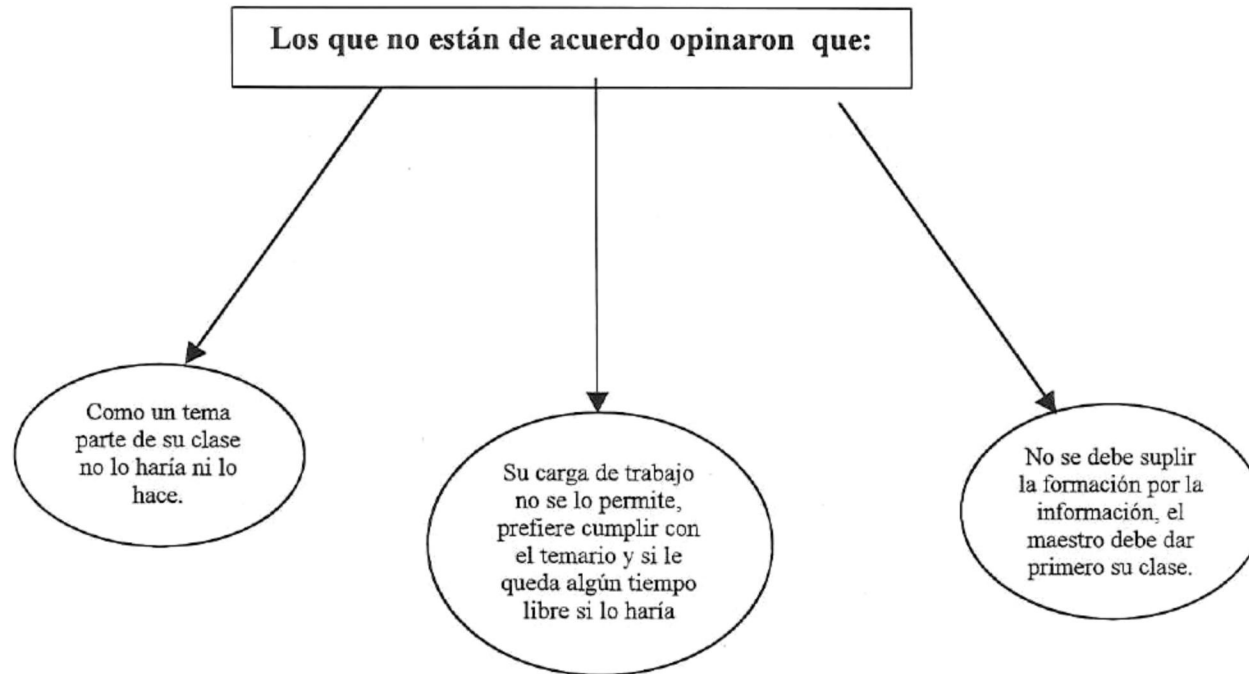 Los que no están de acuerdo opinaron que:
Como un tema
parte de su clase
no lo haría ni lo
hace.
Su carga de trabajo
no se lo permite,
prefiere cumplir con
el temario y si le
queda algún tiempo
libre si lo haría
No se debe suplir
la formación por la
información, el
maestro debe dar
primero su clase.